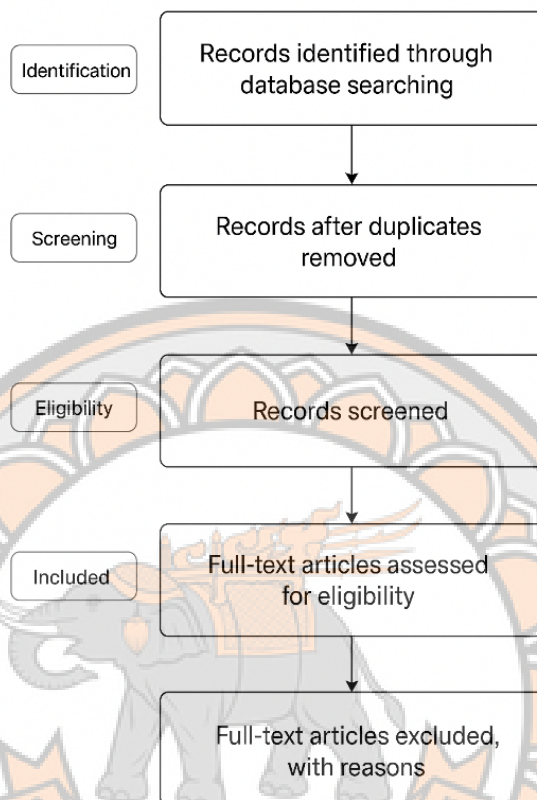 Identification
Records identified through
database searching
Screening
Records after duplicates
removed
Eligibility
Records screened
Included
Full-text articles assessed
for eligibility
Full-text articles excluded,
with reasons